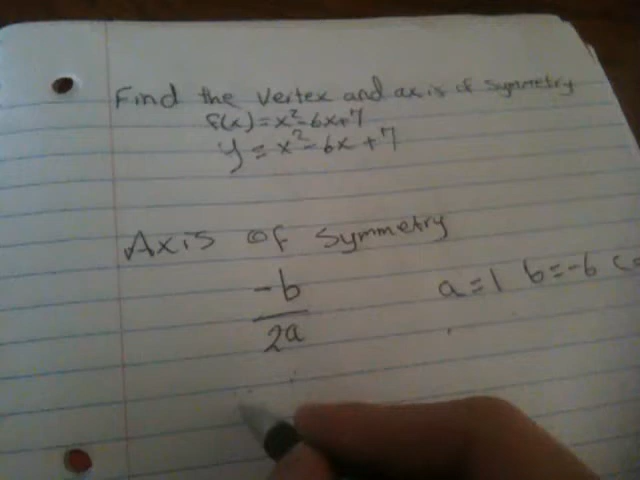 Find the vertex and axis of symmetry
f(x)=x²-6x+7
y=x²-6x+7
Axis of symmetry
-b
2a
a=1 b=-6 c=